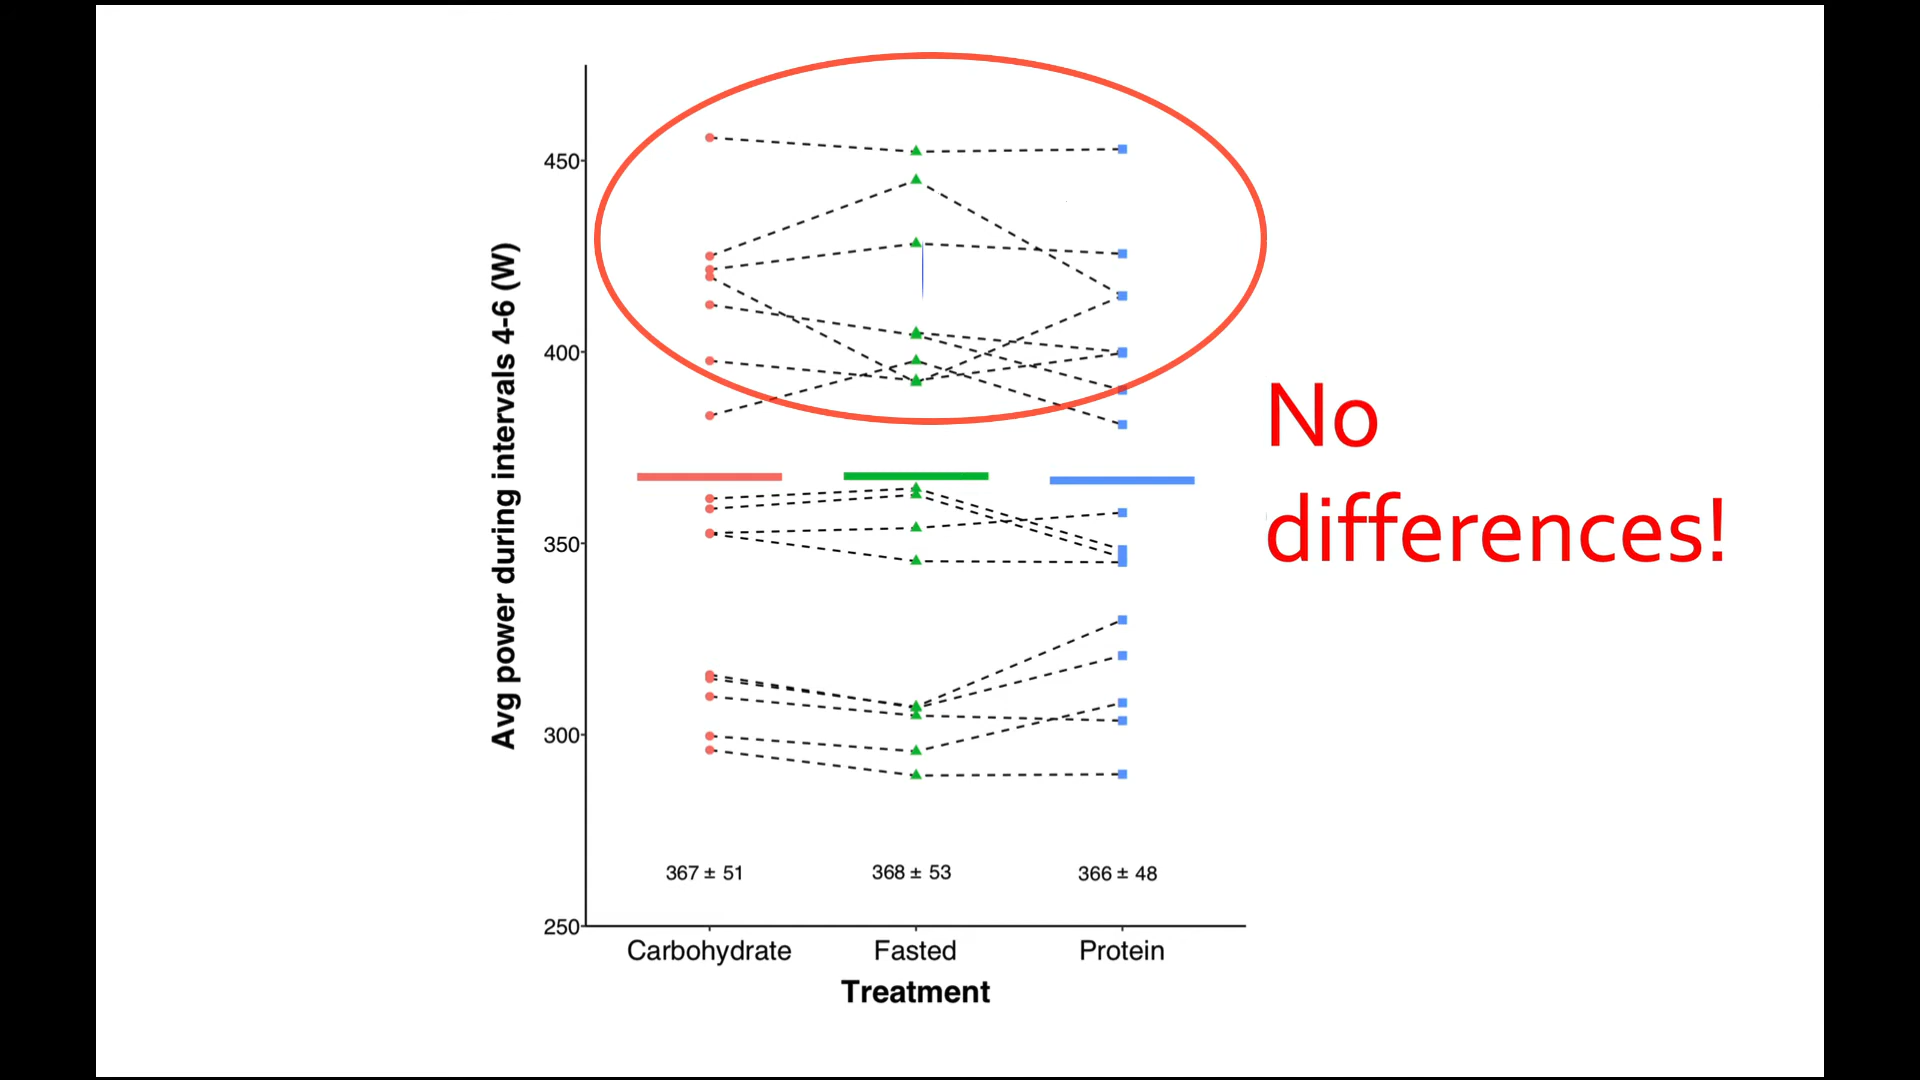 Avg power during intervals 4-6 (W)
450
400
350
300
250
No
differences!
367 ± 51
368 ± 53
366 ± 48
Carbohydrate
Fasted
Protein
Treatment